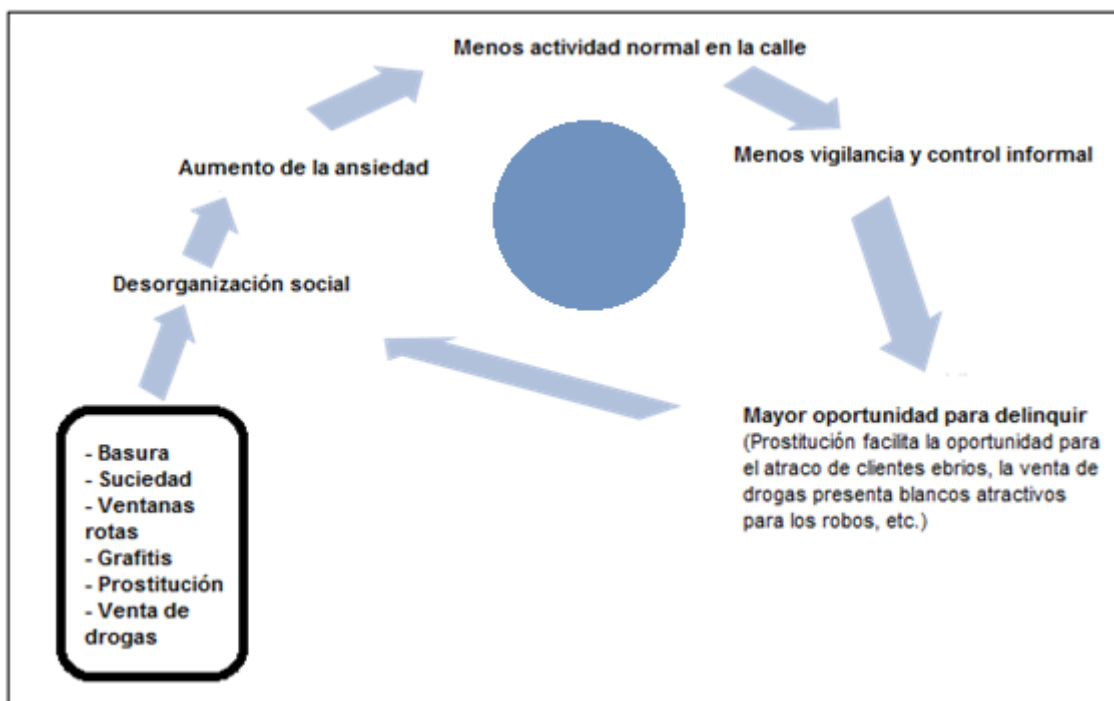 Menos actividad normal en la calle
Aumento de la ansiedad
Menos vigilancia y control informal
Desorganización social
- Basura
- Suciedad
- Ventanas
rotas
- Grafitis
- Prostitución
- Venta de
drogas
Mayor oportunidad para delinquir
(Prostitución facilita la oportunidad para
el atraco de clientes ebrios, la venta de
drogas presenta blancos atractivos
para los robos, etc.)